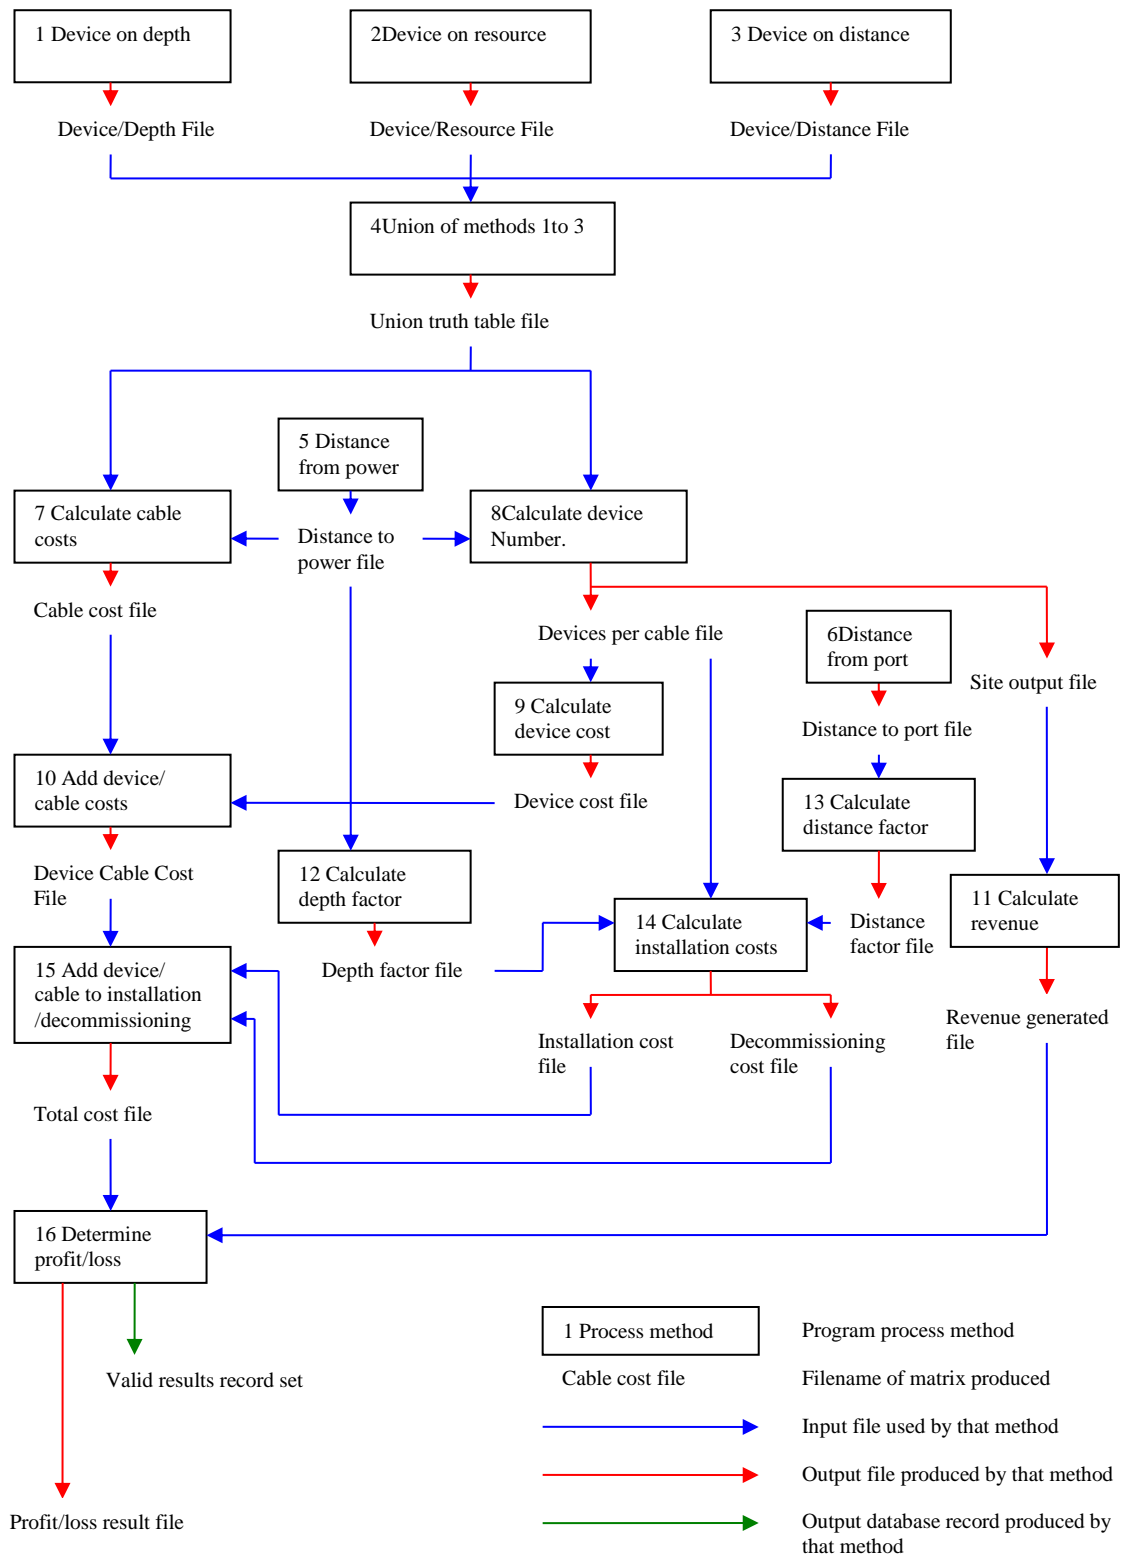 1 Device on depth
2Device on resource
3 Device on distance
Device/Depth File
Device/Resource File
Device/Distance File
4Union of methods 1to 3
Union truth table file
5 Distance
from power
7 Calculate cable
costs
Distance to
power file
8Calculate device
Number.
Cable cost file
Devices per cable file
6Distance
from port
Site output file
9 Calculate
device cost
Distance to port file
10 Add device/
cable costs
Device cost file
13 Calculate
distance factor
Device Cable Cost
File
12 Calculate
depth factor
11 Calculate
revenue
14 Calculate
installation costs
Distance
factor file
15 Add device/
cable to installation
/decommissioning
Depth factor file
Installation cost
file
Decommissioning
cost file
Revenue generated
file
Total cost file
16 Determine
profit/loss
Valid results record set
Profit/loss result file
1 Process method
Program process method
Cable cost file
Filename of matrix produced
Input file used by that method
Output file produced by that method
Output database record produced by
that method